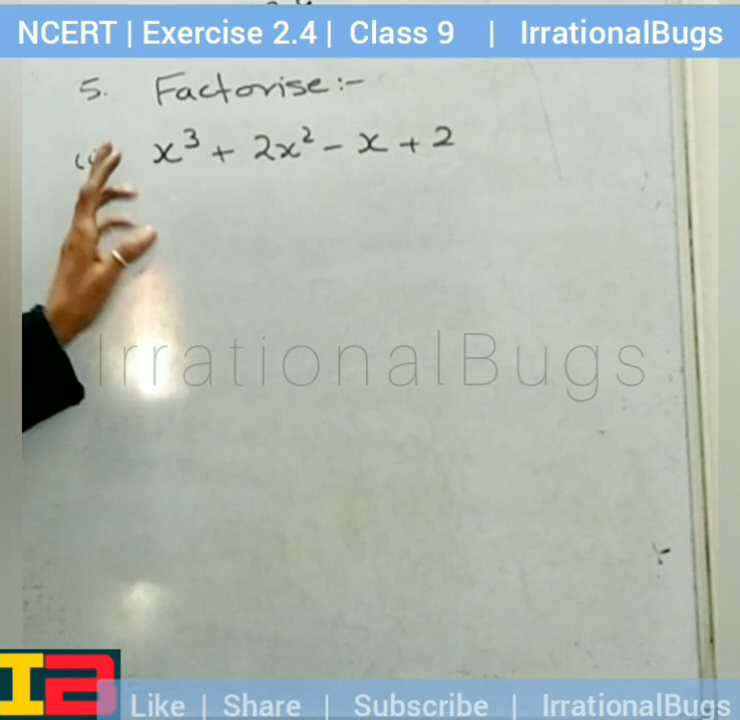 NCERT | Exercise 2.4 | Class 9 | IrrationalBugs
5. Factorise:-
x³ + 2x² - x + 2
IrrationalBugs
Like | Share | Subscribe | IrrationalBugs